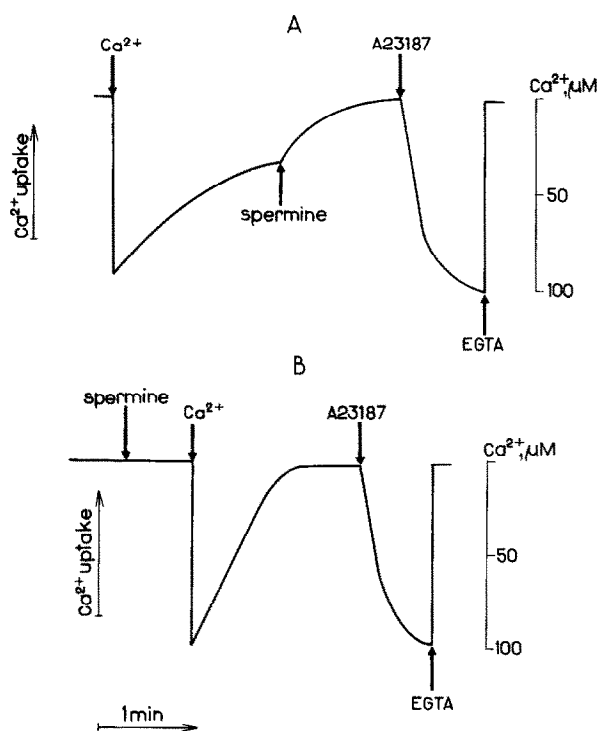 A
Ca²⁺
A23187
Ca²⁺, μM
Ca²⁺ uptake
50
spermine
100
EGTA
B
spermine
Ca²⁺
A23187
Ca²⁺, μM
Ca²⁺ uptake
50
100
EGTA
1min